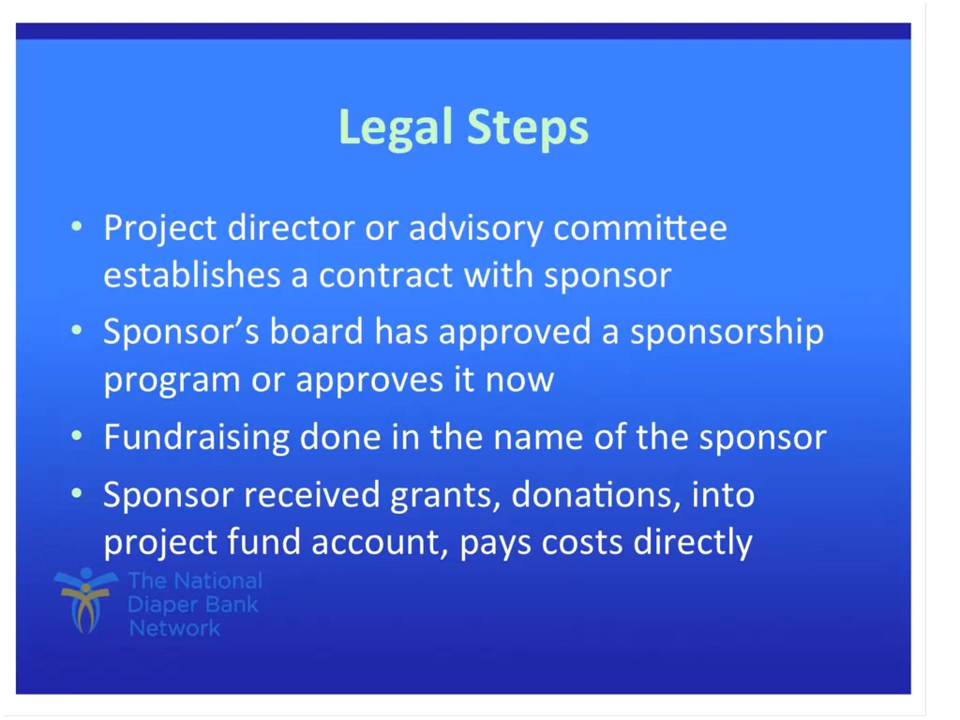 Legal Steps
• Project director or advisory committee
establishes a contract with sponsor
• Sponsor’s board has approved a sponsorship
program or approves it now
• Fundraising done in the name of the sponsor
• Sponsor received grants, donations, into
project fund account, pays costs directly
The National
Diaper Bank
Network